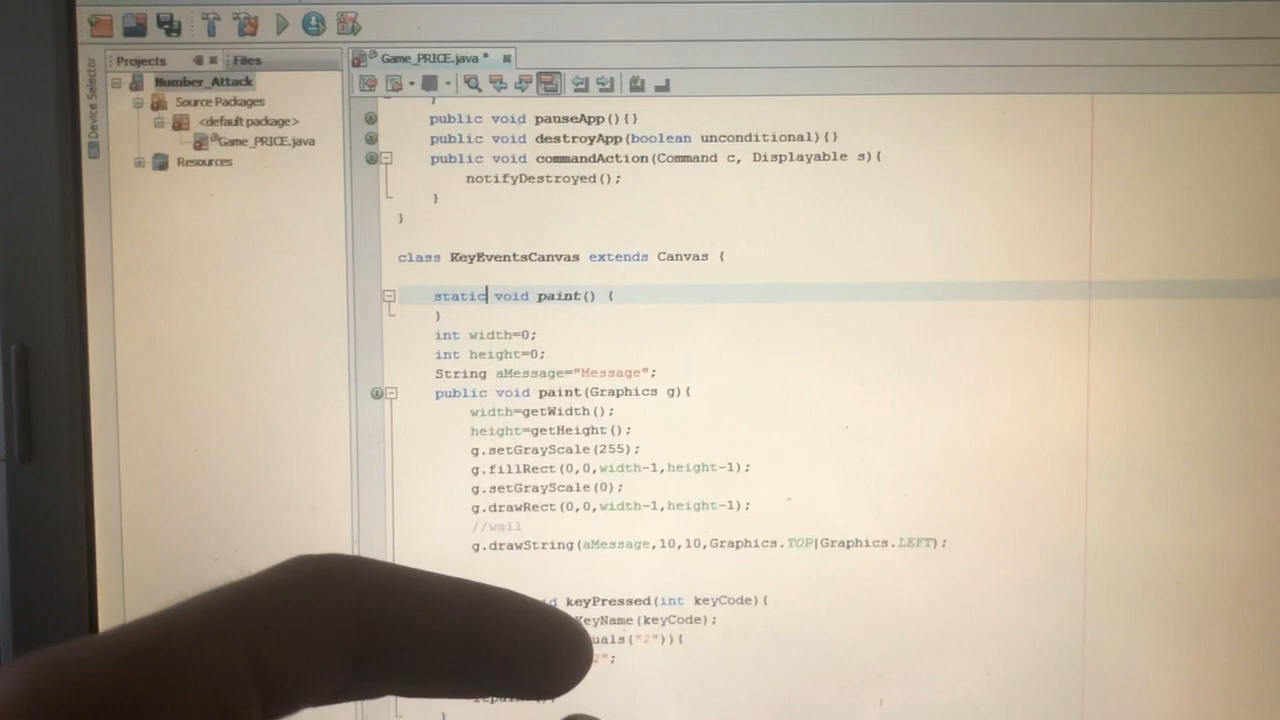 Projects
Files
Game_PRICE.java *
Device Selector
Number_Attack
Source Packages
<default package>
Game_PRICE.java
Resources
}
public void pauseApp(){}
public void destroyApp(boolean unconditional){}
public void commandAction(Command c, Displayable s){
notifyDestroyed();
}
}
class KeyEventsCanvas extends Canvas {
static void paint() {
}
int width=0;
int height=0;
String aMessage="Message";
public void paint(Graphics g){
width=getWidth();
height=getHeight();
g.setGrayScale(255);
g.fillRect(0,0,width-1,height-1);
g.setGrayScale(0);
g.drawRect(0,0,width-1,height-1);
//wall
g.drawString(aMessage,10,10,Graphics.TOP|Graphics.LEFT);
keyPressed(int keyCode){
KeyName(keyCode);
uals("2")){
2";
}